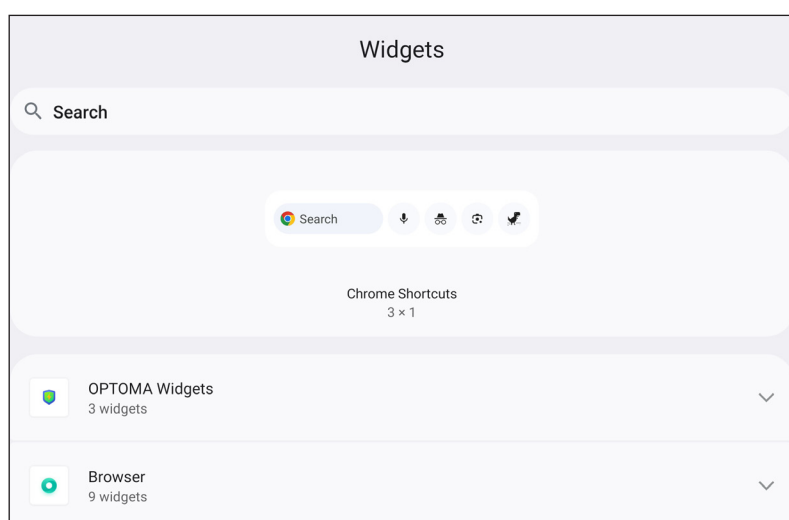 Widgets
Search
Search
Chrome Shortcuts
3 × 1
OPTOMA Widgets
3 widgets
Browser
9 widgets